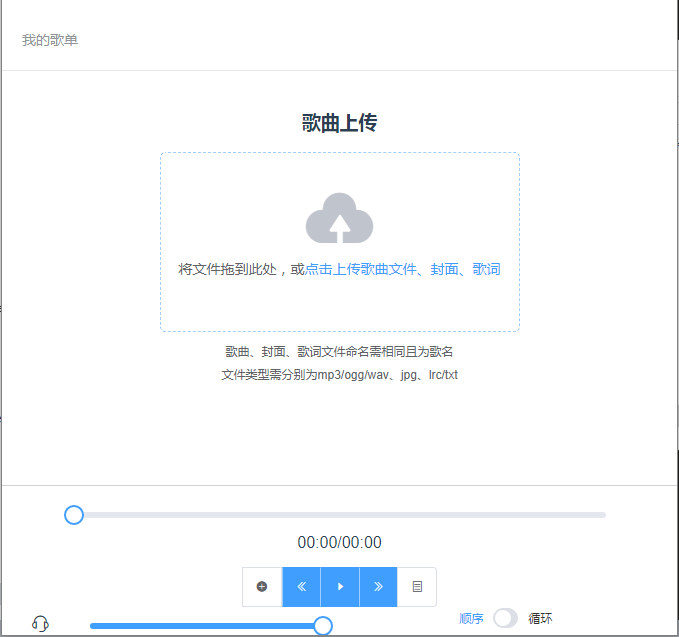 我的歌单
歌曲上传
将文件拖到此处，或点击上传歌曲文件、封面、歌词
歌曲、封面、歌词文件命名需相同且为歌名
文件类型需分别为mp3/ogg/wav、jpg、lrc/txt
00:00/00:00
顺序 循环